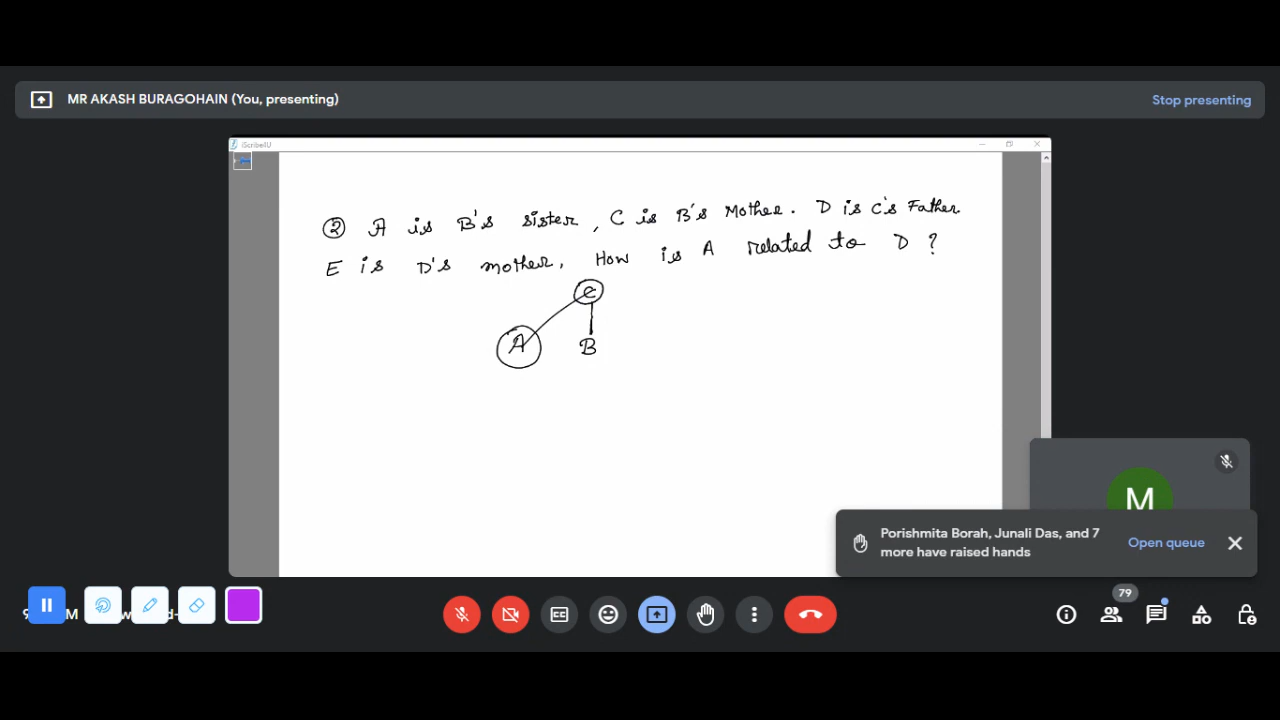 MR AKASH BURAGOHAIN (You, presenting)
Stop presenting
② A is B's sister, C is B's Mother. D is C's Father
E is D's mother, How is A related to D ?
C
A B
M
Porishmita Borah, Junali Das, and 7
more have raised hands
Open queue
79